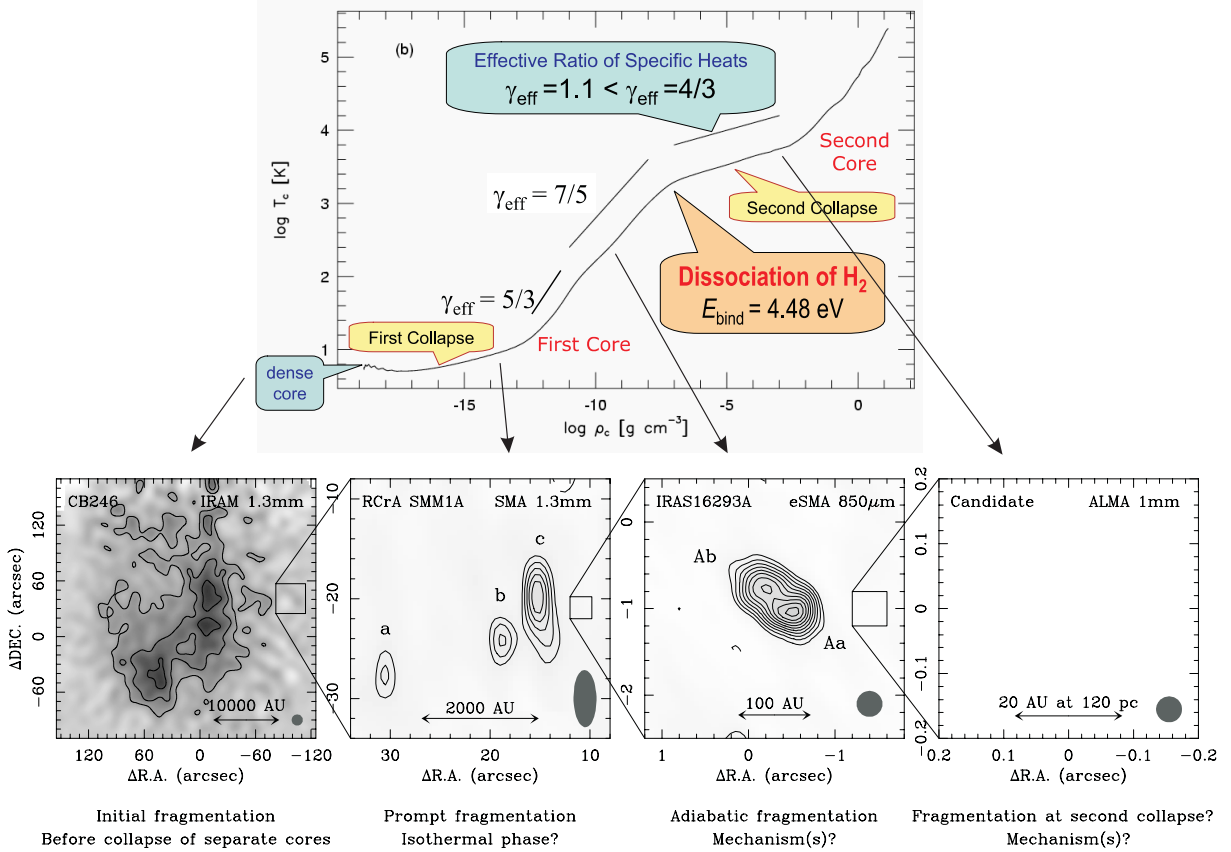 (b)
Effective Ratio of Specific Heats
γeff =1.1 < γeff =4/3
5
4
3
2
1
log Tc [K]
γeff = 7/5
γeff = 5/3
Second
Core
Second Collapse
Dissociation of H2
Ebind = 4.48 eV
First Collapse
First Core
dense
core
-15
-10
-5
0
log ρc [g cm−3]
CB246
IRAM 1.3mm
120
60
0
−60
ΔDEC. (arcsec)
10000 AU
120
60
0
−60
−120
ΔR.A. (arcsec)
RCrA SMM1A
SMA 1.3mm
−10
−20
−30
a
b
c
2000 AU
30
20
10
ΔR.A. (arcsec)
IRAS16293A
eSMA 850μm
0
−1
−2
Ab
Aa
100 AU
1
0
−1
ΔR.A. (arcsec)
Candidate
ALMA 1mm
0.2
0.1
0
−0.1
−0.2
20 AU at 120 pc
0.2
0.1
0
−0.1
−0.2
ΔR.A. (arcsec)
Initial fragmentation
Before collapse of separate cores
Prompt fragmentation
Isothermal phase?
Adiabatic fragmentation
Mechanism(s)?
Fragmentation at second collapse?
Mechanism(s)?